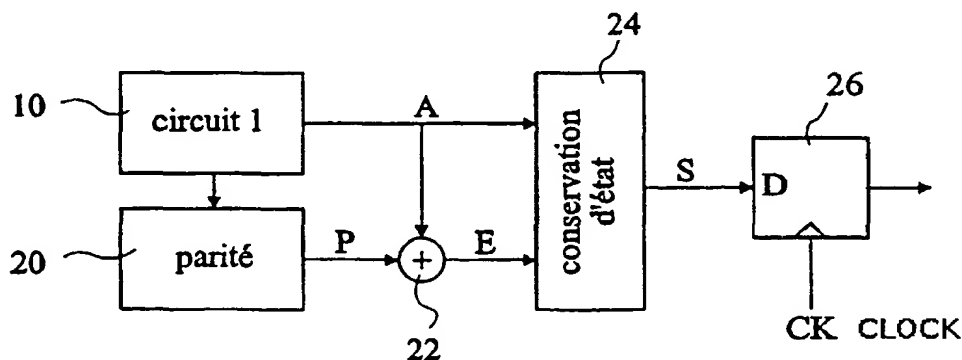 24
10
circuit 1
A
26
conservation
d'état
S
D
20
parité
P
+
E
22
CK CLOCK